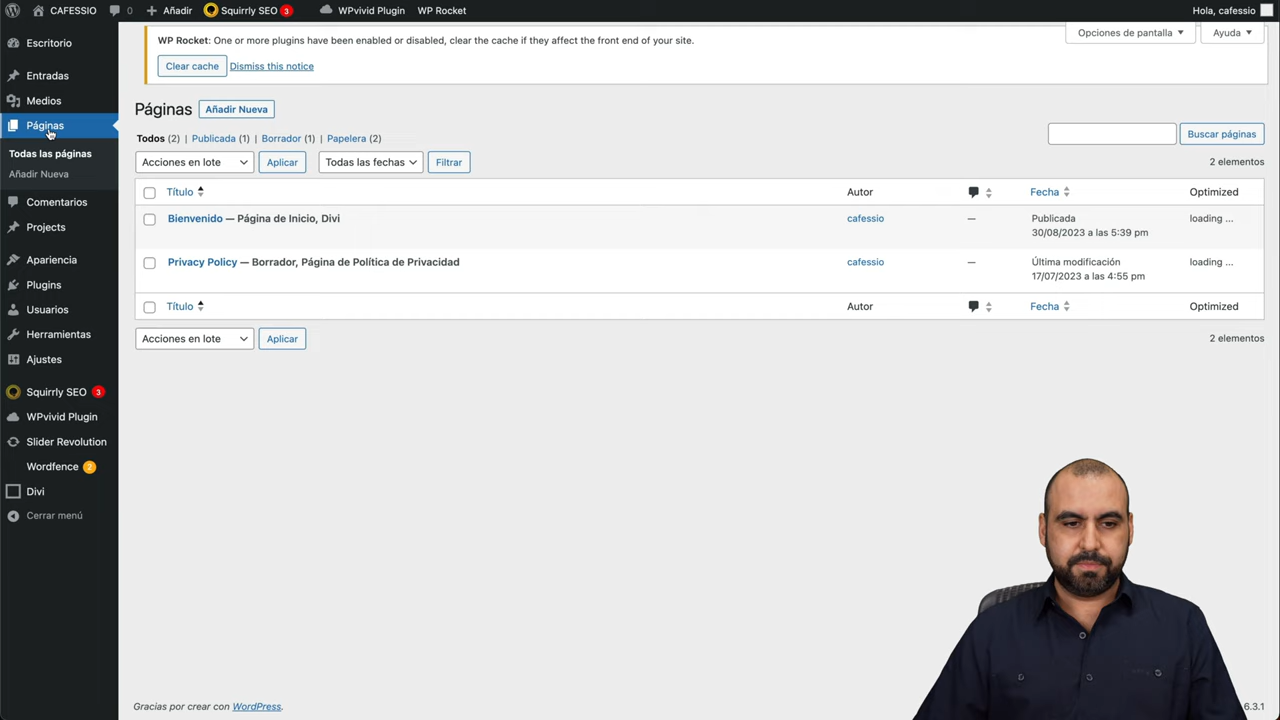 CAFESSIO 0 Añadir Squirrly SEO 3 WPvivid Plugin WP Rocket Hola, cafessio
Escritorio
Entradas
Medios
Páginas
Todas las páginas
Añadir Nueva
Comentarios
Projects
Apariencia
Plugins
Usuarios
Herramientas
Ajustes
Squirrly SEO 3
WPvivid Plugin
Slider Revolution
Wordfence 2
Divi
Cerrar menú
Opciones de pantalla Ayuda
WP Rocket: One or more plugins have been enabled or disabled, clear the cache if they affect the front end of your site.
Clear cache Dismiss this notice
Páginas Añadir Nueva
Todos (2) | Publicada (1) | Borrador (1) | Papelera (2)
Buscar páginas
Acciones en lote Aplicar Todas las fechas Filtrar
2 elementos
Título Autor Fecha Optimized
Bienvenido — Página de Inicio, Divi cafessio — Publicada loading ...
30/08/2023 a las 5:39 pm
Privacy Policy — Borrador, Página de Política de Privacidad cafessio — Última modificación loading ...
17/07/2023 a las 4:55 pm
Título Autor Fecha Optimized
Acciones en lote Aplicar 2 elementos
Gracias por crear con WordPress. 6.3.1